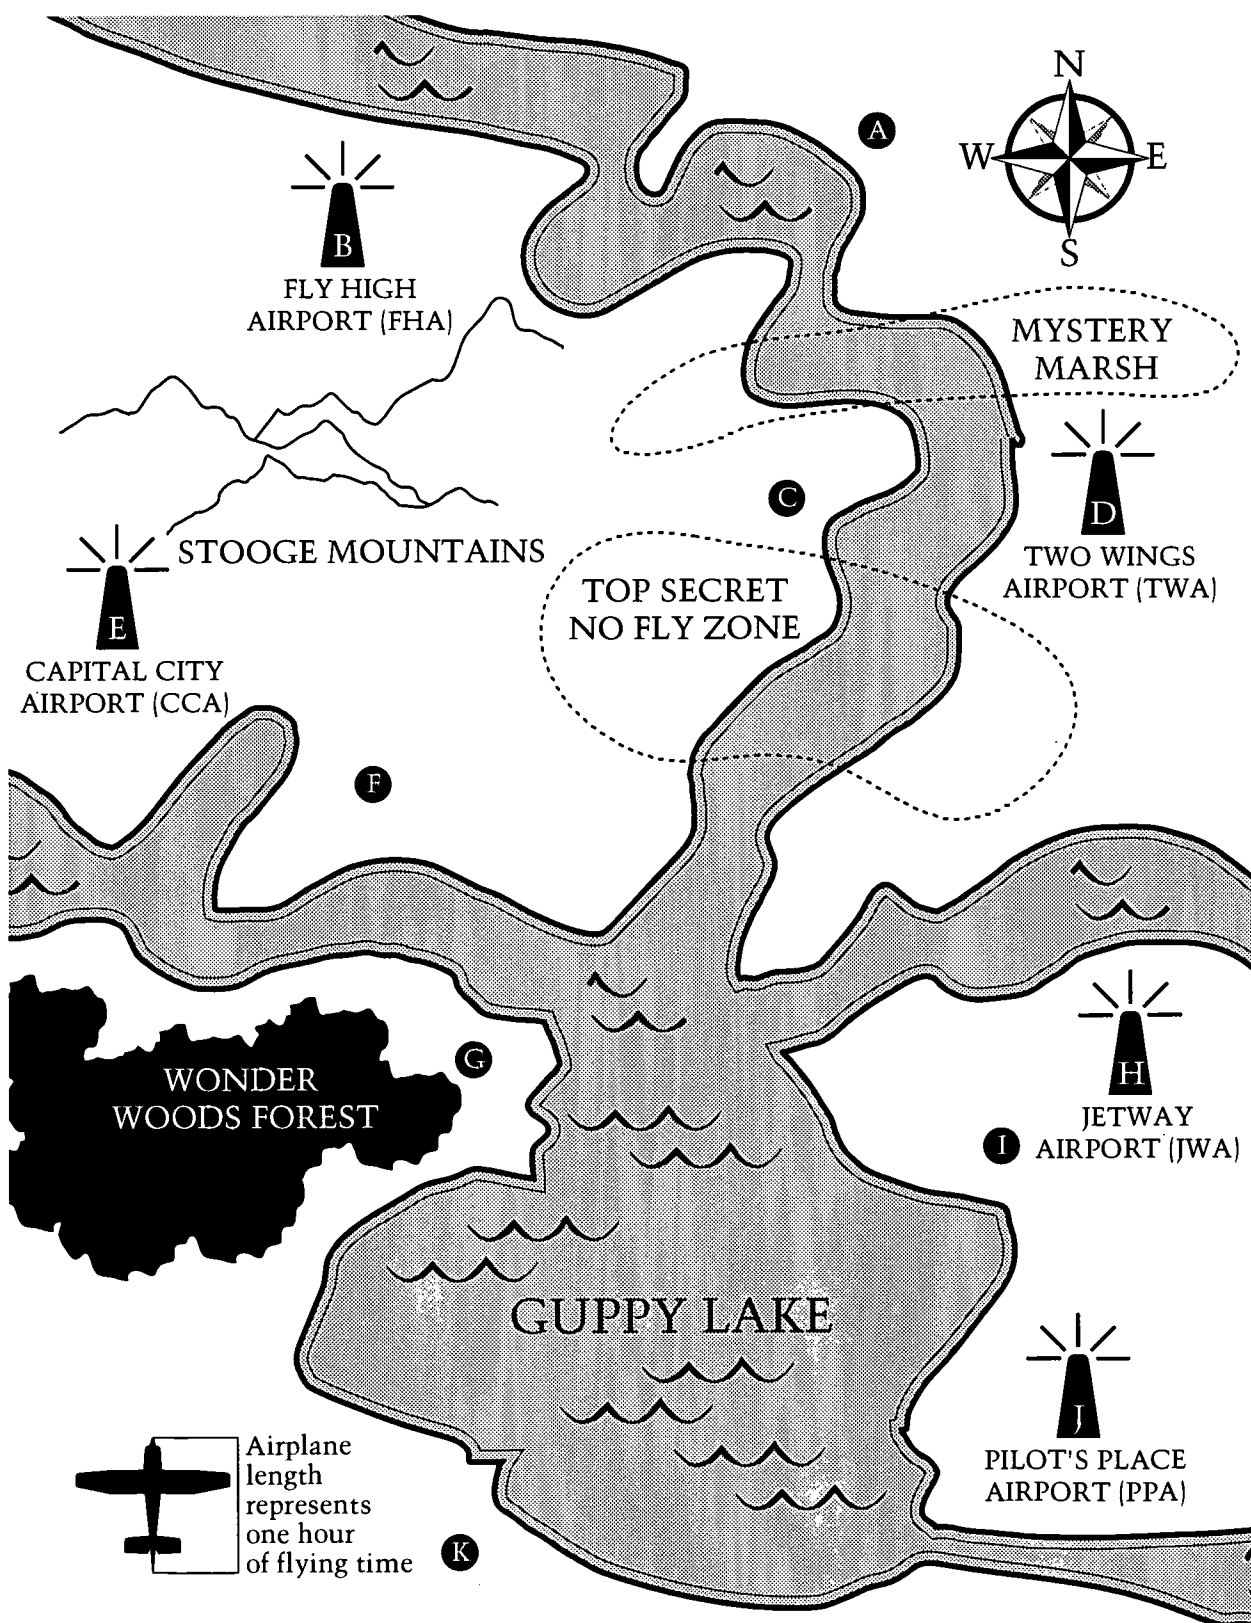 N
A
W
E
S
B
FLY HIGH
AIRPORT (FHA)
MYSTERY
MARSH
C
D
TWO WINGS
AIRPORT (TWA)
STOOGE MOUNTAINS
TOP SECRET
NO FLY ZONE
E
CAPITAL CITY
AIRPORT (CCA)
F
G
WONDER
WOODS FOREST
H
JETWAY
AIRPORT (JWA)
I
GUPPY LAKE
J
PILOT'S PLACE
AIRPORT (PPA)
Airplane
length
represents
one hour
of flying time
K